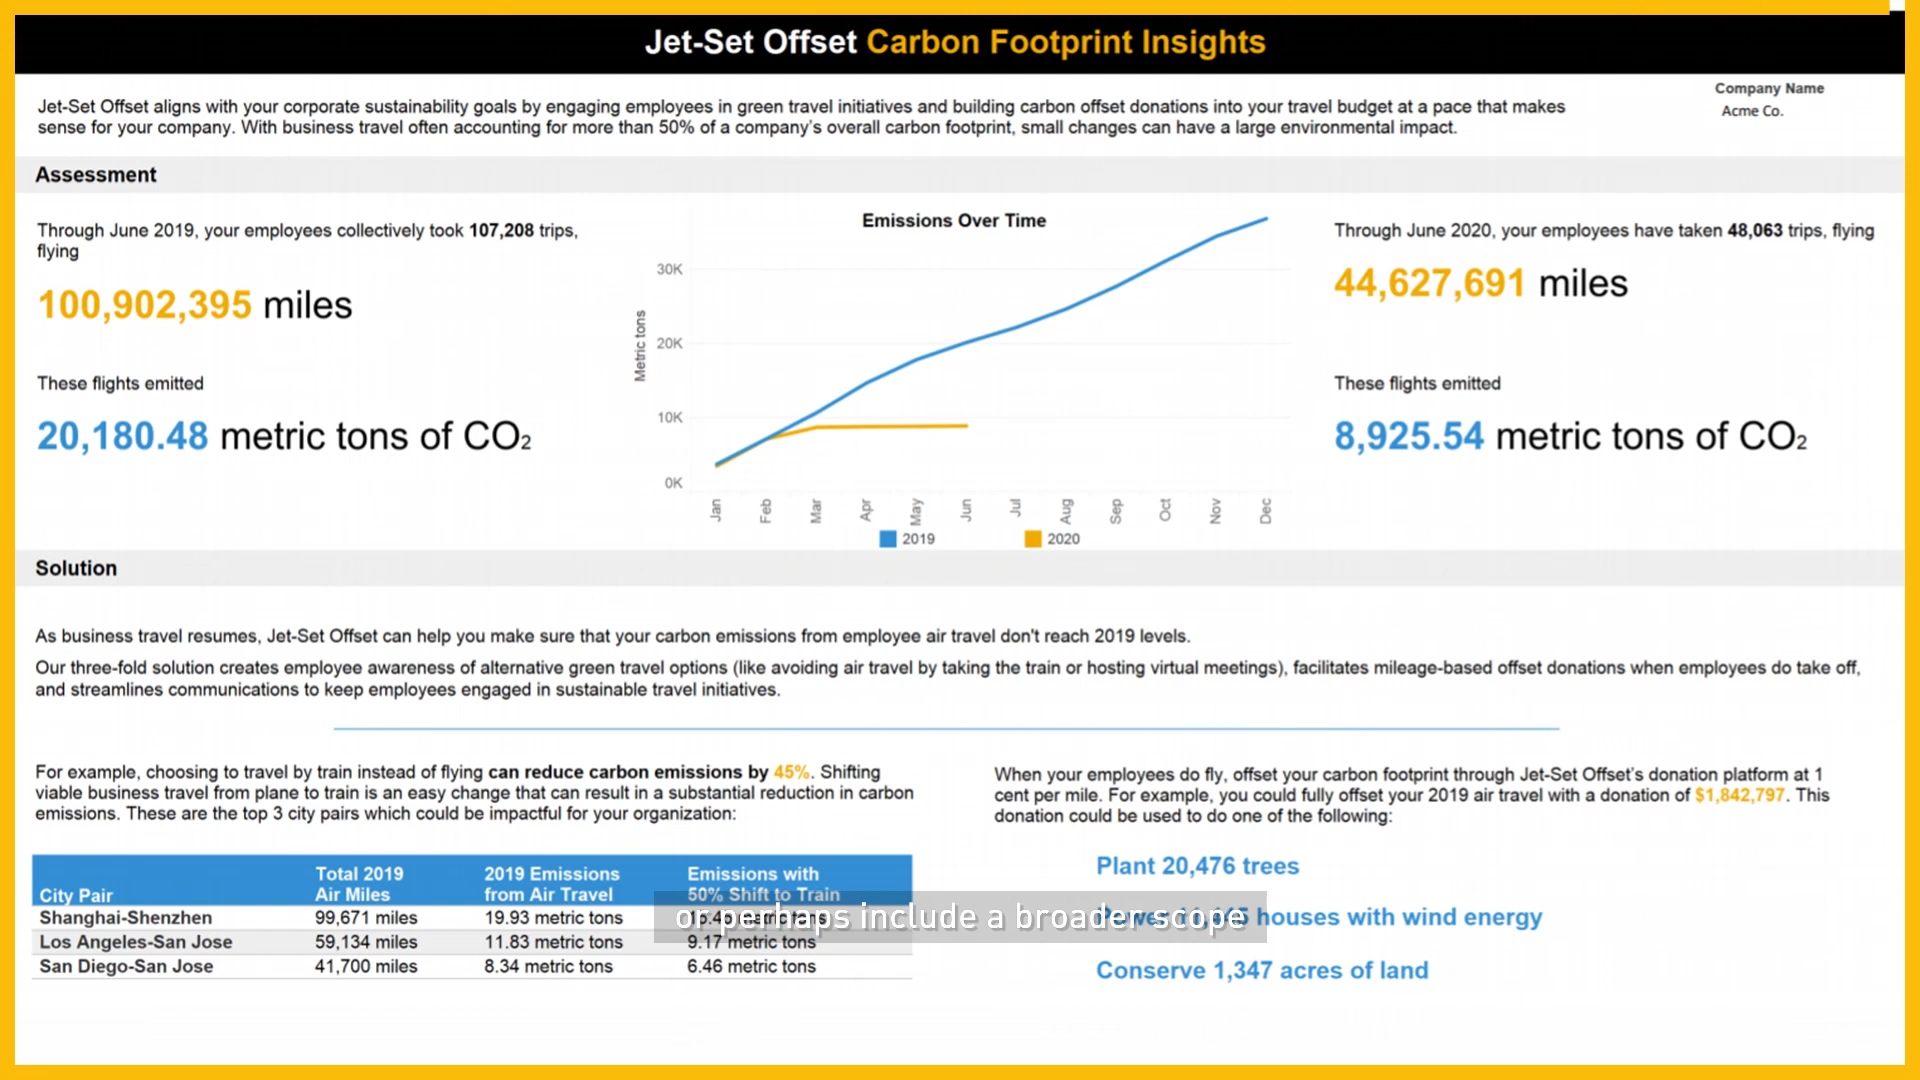 Jet-Set Offset Carbon Footprint Insights
Jet-Set Offset aligns with your corporate sustainability goals by engaging employees in green travel initiatives and building carbon offset donations into your travel budget at a pace that makes
sense for your company. With business travel often accounting for more than 50% of a company's overall carbon footprint, small changes can have a large environmental impact.
Company Name
Acme Co.
Assessment
Through June 2019, your employees collectively took 107,208 trips,
flying
100,902,395 miles
These flights emitted
20,180.48 metric tons of CO2
Emissions Over Time
Metric tons
30K
20K
10K
0K
Jan Feb Mar Apr May Jun Jul Aug Sep Oct Nov Dec
2019 2020
Through June 2020, your employees have taken 48,063 trips, flying
44,627,691 miles
These flights emitted
8,925.54 metric tons of CO2
Solution
As business travel resumes, Jet-Set Offset can help you make sure that your carbon emissions from employee air travel don't reach 2019 levels.
Our three-fold solution creates employee awareness of alternative green travel options (like avoiding air travel by taking the train or hosting virtual meetings), facilitates mileage-based offset donations when employees do take off,
and streamlines communications to keep employees engaged in sustainable travel initiatives.
For example, choosing to travel by train instead of flying can reduce carbon emissions by 45%. Shifting
viable business travel from plane to train is an easy change that can result in a substantial reduction in carbon
emissions. These are the top 3 city pairs which could be impactful for your organization:
Total 2019 2019 Emissions Emissions with
City Pair Air Miles from Air Travel 50% Shift to Train
Shanghai-Shenzhen 99,671 miles 19.93 metric tons
Los Angeles-San Jose 59,134 miles 11.83 metric tons 9.17 metric tons
San Diego-San Jose 41,700 miles 8.34 metric tons 6.46 metric tons
When your employees do fly, offset your carbon footprint through Jet-Set Offset's donation platform at 1
cent per mile. For example, you could fully offset your 2019 air travel with a donation of $1,842,797. This
donation could be used to do one of the following:
Plant 20,476 trees
Power houses with wind energy
Conserve 1,347 acres of land
or perhaps include a broader scope